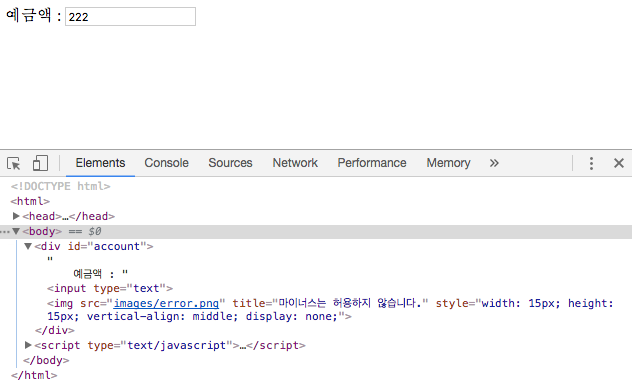 예금액 : 222
Elements Console Sources Network Performance Memory »
<!DOCTYPE html>
<html>
<head>…</head>
<body> == $0
<div id="account">
"
예금액 : "
<input type="text">
<img src="images/error.png" title="마이너스는 허용하지 않습니다." style="width: 15px; height:
15px; vertical-align: middle; display: none;">
</div>
<script type="text/javascript">…</script>
</body>
</html>